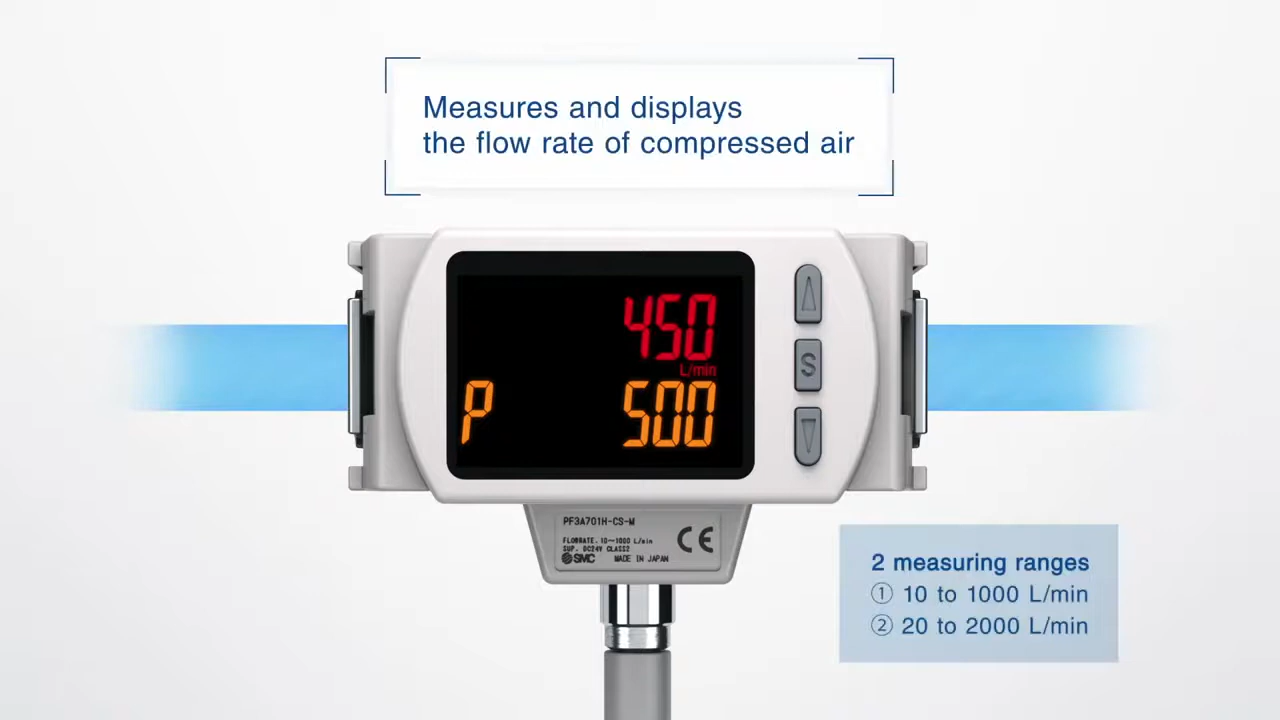 Measures and displays
the flow rate of compressed air
450
L/min
P 500
S
PF3A701H-CS-M
FLOWRATE. 10~1000 L/min
SUP. DC24V CLASS2
SMC MADE IN JAPAN
CE
2 measuring ranges
① 10 to 1000 L/min
② 20 to 2000 L/min